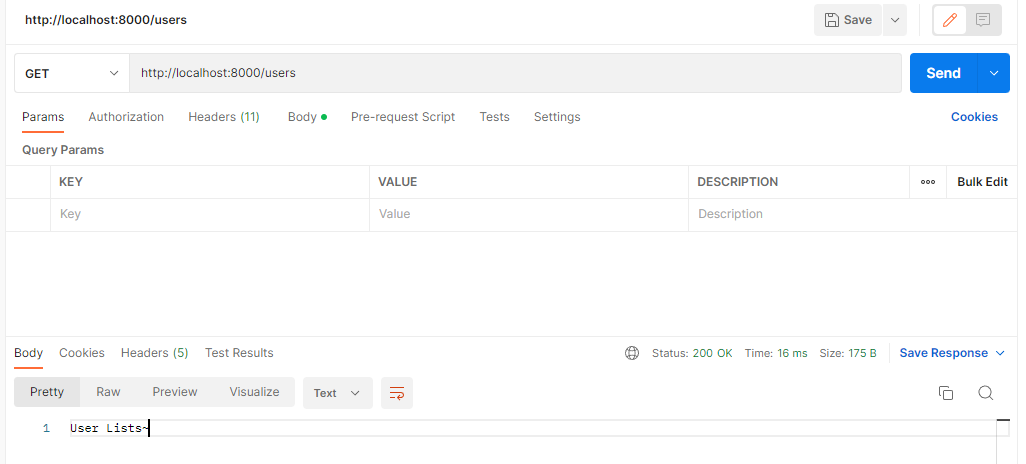 http://localhost:8000/users Save
GET http://localhost:8000/users Send
Params Authorization Headers (11) Body Pre-request Script Tests Settings Cookies
Query Params
KEY VALUE DESCRIPTION Bulk Edit
Key Value Description
Body Cookies Headers (5) Test Results Status: 200 OK Time: 16 ms Size: 175 B Save Response
Pretty Raw Preview Visualize Text
1 User Lists~